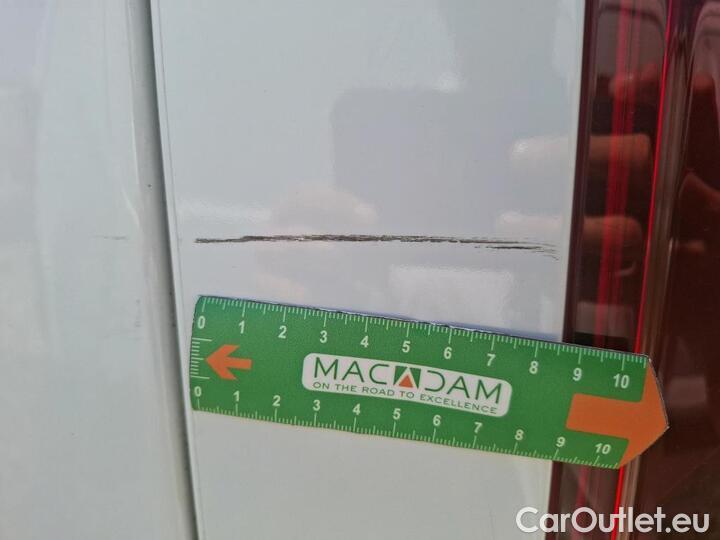 0 1 2 3 4 5 6 7 8 9 10
MACADAM
ON THE ROAD TO EXCELLENCE
0 1 2 3 4 5 6 7 8 9 10
CarOutlet.eu